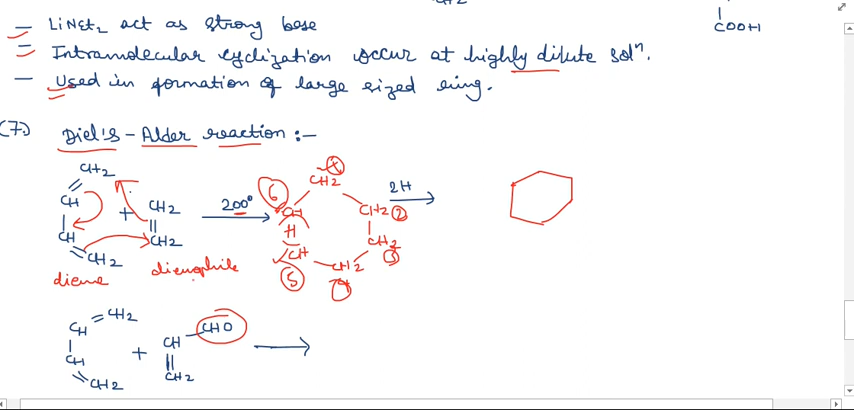 CH2
COOH
– LiNEt2 act as strong base
– Intramolecular cyclization occur at highly dilute solⁿ.
– Used in formation of large sized ring.
(7.) Diel's – Alder reaction :–
CH2
CH
CH
CH2
diene
+
CH2
CH2
dienophile
200°
CH2 ①
CH2 ②
CH2 ③
CH2 ④
CH ⑤
CH ⑥
2H
CH2
CH
CH
CH2
+
CH
CHO
CH2